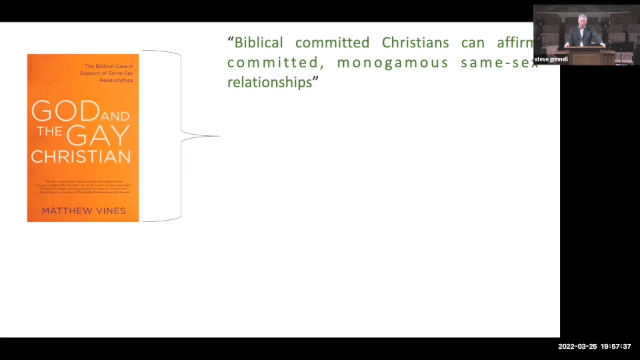 “Biblical committed Christians can affirm
committed, monogamous same-sex
relationships”
The Biblical Case in
Support of Same-Sex
Relationships
GOD AND
THE GAY
CHRISTIAN
MATTHEW VINES
steve grinnell
2022-03-25 19:57:37